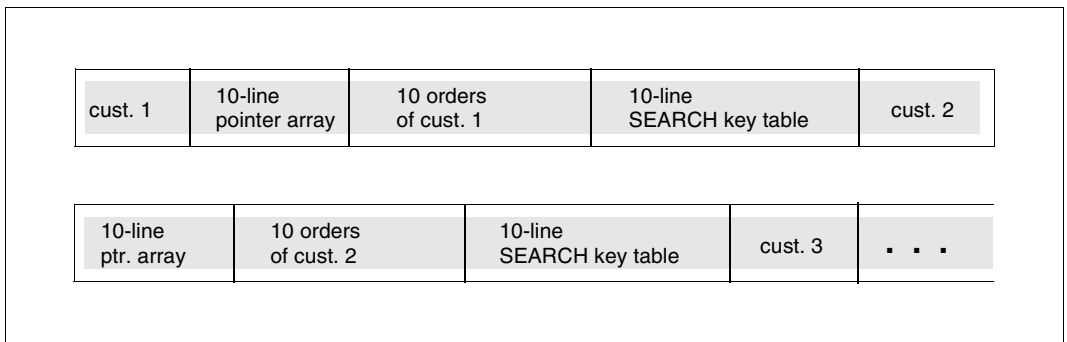 cust. 1
10-line
pointer array
10 orders
of cust. 1
10-line
SEARCH key table
cust. 2
10-line
ptr. array
10 orders
of cust. 2
10-line
SEARCH key table
cust. 3
. . .